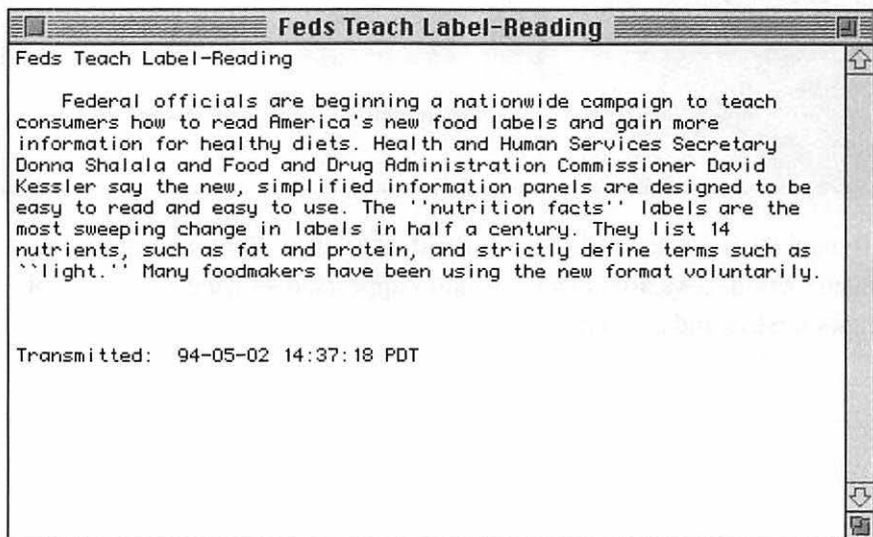 Feds Teach Label-Reading
Feds Teach Label-Reading
Federal officials are beginning a nationwide campaign to teach
consumers how to read America's new food labels and gain more
information for healthy diets. Health and Human Services Secretary
Donna Shalala and Food and Drug Administration Commissioner David
Kessler say the new, simplified information panels are designed to be
easy to read and easy to use. The ''nutrition facts'' labels are the
most sweeping change in labels in half a century. They list 14
nutrients, such as fat and protein, and strictly define terms such as
``light.'' Many foodmakers have been using the new format voluntarily.
Transmitted: 94-05-02 14:37:18 PDT